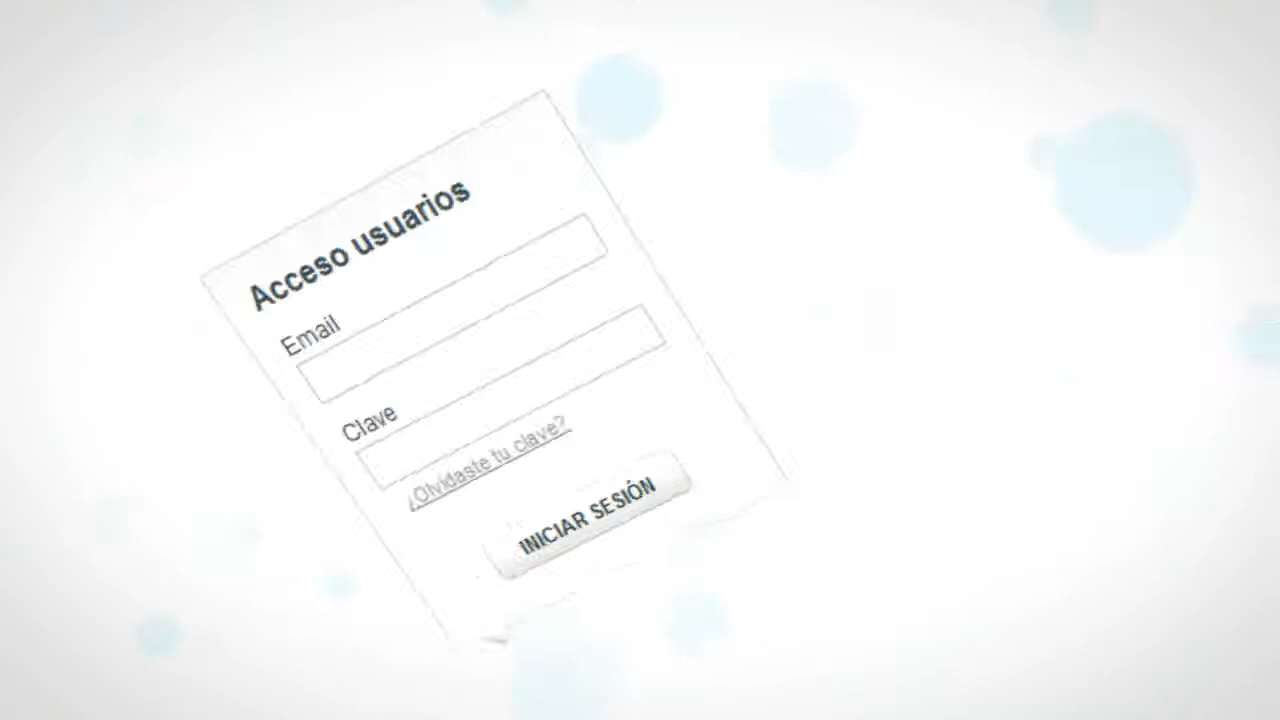 Acceso usuarios
Email
Clave
¿Olvidaste tu clave?
INICIAR SESIÓN